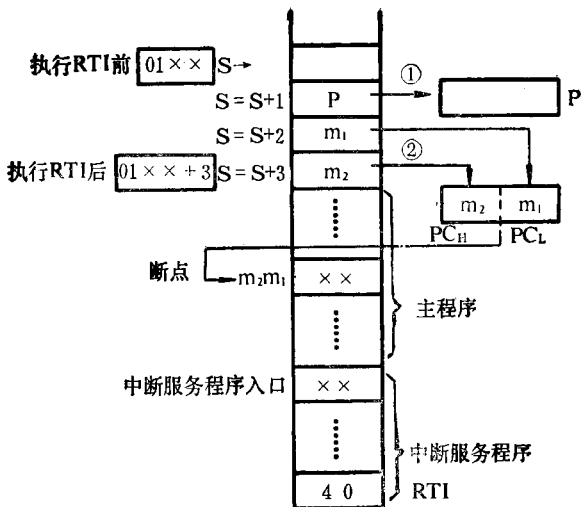 执行RTI前 01×× S→
S=S+1 P ① P
S=S+2 m₁
执行RTI后 01××+3 S=S+3 m₂ ②
m₂ m₁
PCH PCL
断点 m₂m₁ ××
主程序
中断服务程序入口 ××
中断服务程序
4 0 RTI